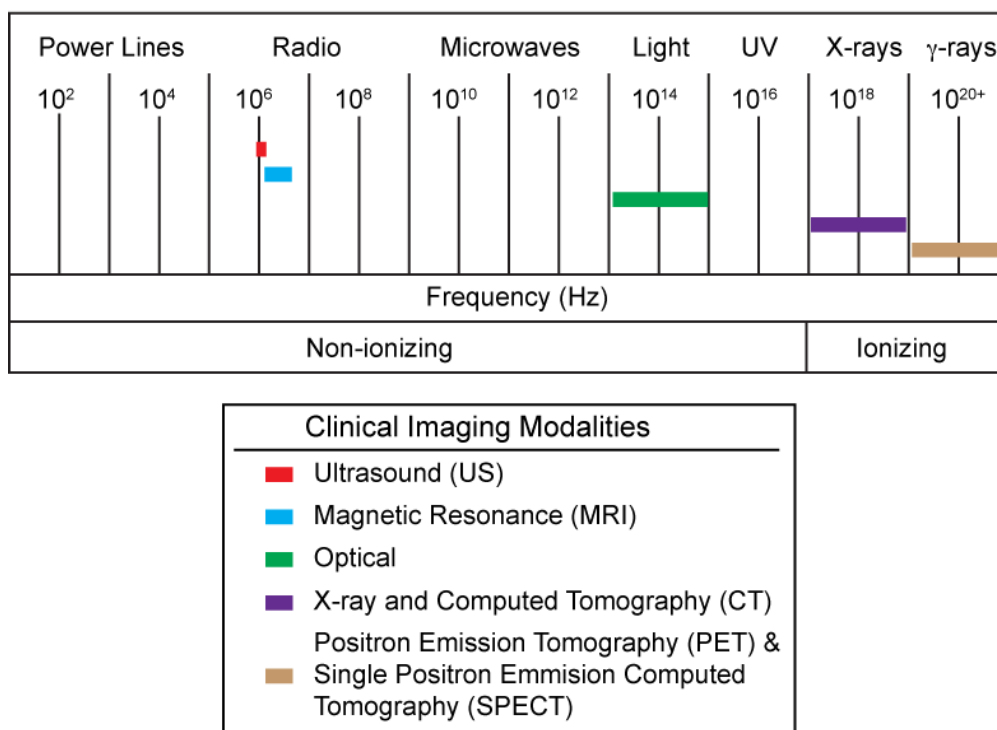 Power Lines Radio Microwaves Light UV X-rays γ-rays
10² 10⁴ 10⁶ 10⁸ 10¹⁰ 10¹² 10¹⁴ 10¹⁶ 10¹⁸ 10²⁰⁺
Frequency (Hz)
Non-ionizing Ionizing
Clinical Imaging Modalities
Ultrasound (US)
Magnetic Resonance (MRI)
Optical
X-ray and Computed Tomography (CT)
Positron Emission Tomography (PET) &
Single Positron Emmision Computed
Tomography (SPECT)